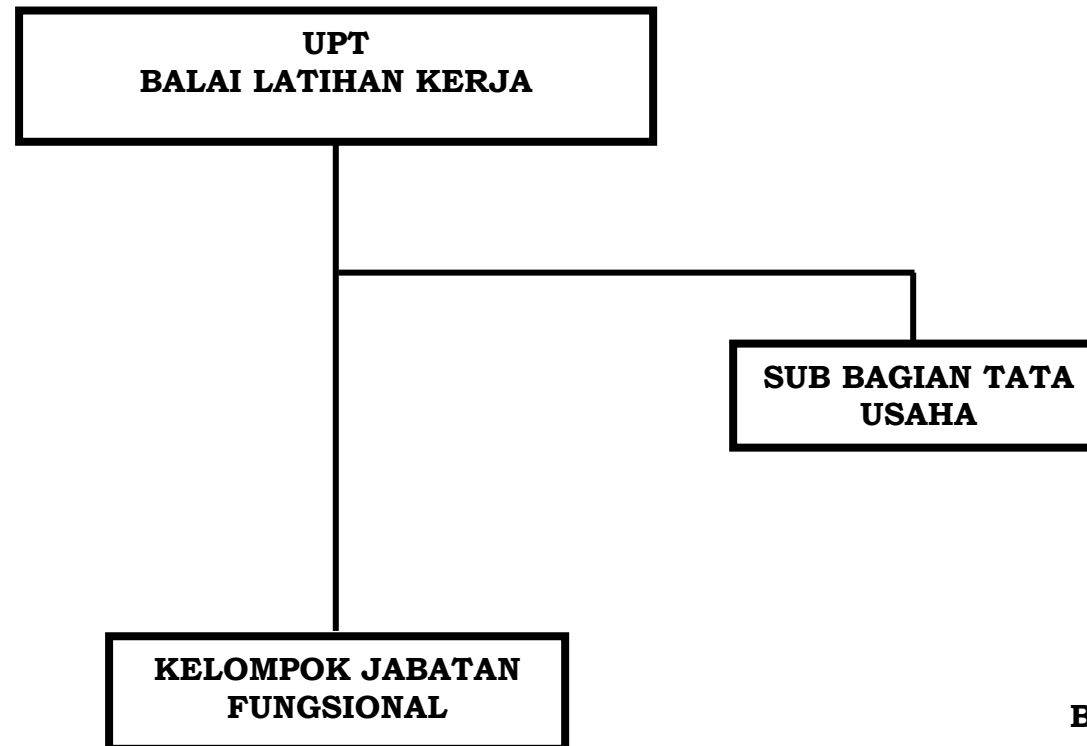 UPT
BALAI LATIHAN KERJA
SUB BAGIAN TATA
USAHA
KELOMPOK JABATAN
FUNGSIONAL
B